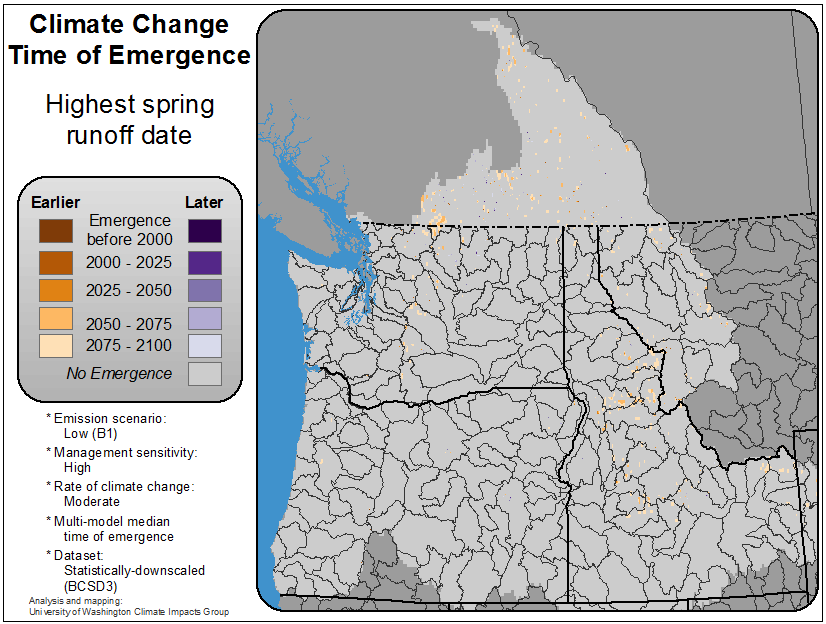 Climate Change
Time of Emergence
Highest spring
runoff date
Earlier Later
Emergence
before 2000
2000 - 2025
2025 - 2050
2050 - 2075
2075 - 2100
No Emergence
* Emission scenario:
Low (B1)
* Management sensitivity:
High
* Rate of climate change:
Moderate
* Multi-model median
time of emergence
* Dataset:
Statistically-downscaled
(BCSD3)
Analysis and mapping:
University of Washington Climate Impacts Group